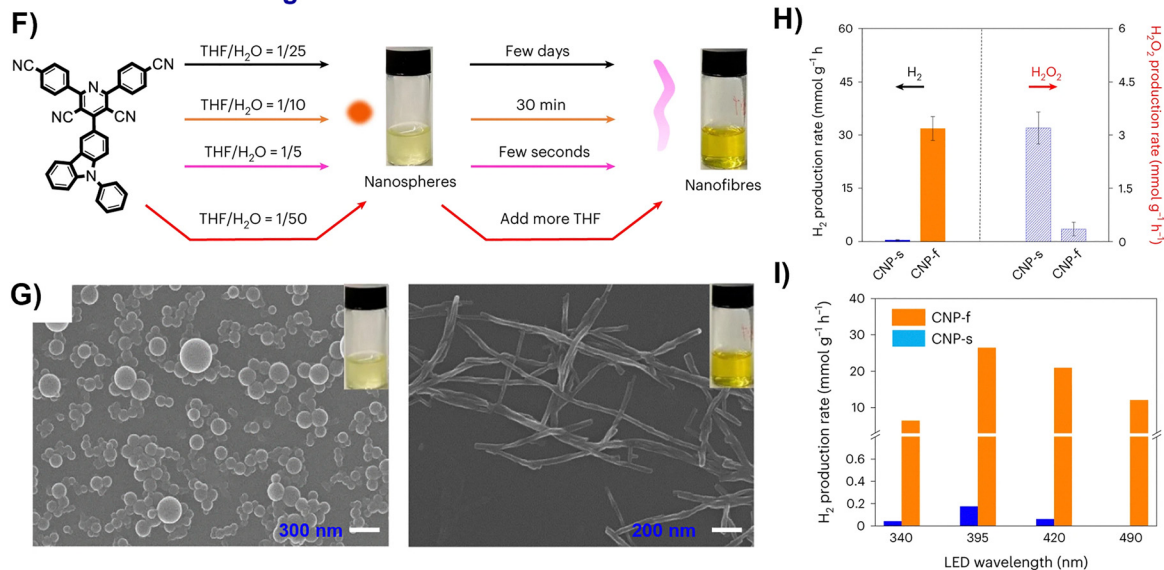 F)
CN
CN
N
CN
CN
N
THF/H₂O = 1/25
THF/H₂O = 1/10
THF/H₂O = 1/5
THF/H₂O = 1/50
Nanospheres
Few days
30 min
Few seconds
Add more THF
Nanofibres
G)
300 nm
200 nm
H)
H₂ production rate (mmol g⁻¹ h)
60
45
30
15
0
H₂
H₂O₂
6
4.5
3
1.5
0
H₂O₂ production rate (mmol g⁻¹ h⁻¹)
CNP-s
CNP-f
CNP-s
CNP-f
I)
H₂ production rate (mmol g⁻¹ h⁻¹)
40
30
20
10
0.6
0.4
0.2
0
CNP-f
CNP-s
340
395
420
490
LED wavelength (nm)